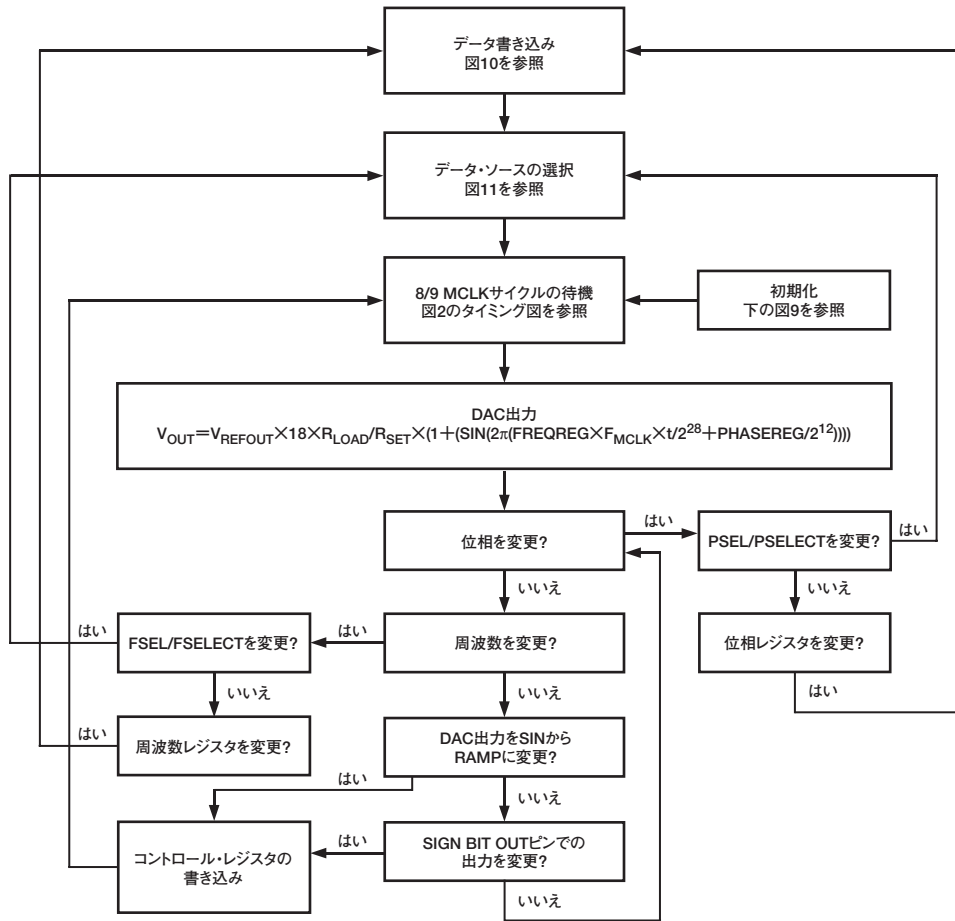 データ書き込み
図10を参照
データ・ソースの選択
図11を参照
8/9 MCLKサイクルの待機
図2のタイミング図を参照
初期化
下の図9を参照
DAC出力
V_OUT＝V_REFOUT×18×R_LOAD/R_SET×(1+(SIN(2π(FREQREG×F_MCLK×t/2^28+PHASEREG/2^12))))
位相を変更?
はい
PSEL/PSELECTを変更?
はい
いいえ
いいえ
はい
FSEL/FSELECTを変更?
はい
周波数を変更?
位相レジスタを変更?
いいえ
いいえ
はい
はい
周波数レジスタを変更?
DAC出力をSINから
RAMPに変更?
はい
いいえ
コントロール・レジスタの
書き込み
はい
SIGN BIT OUTピンでの
出力を変更?
いいえ